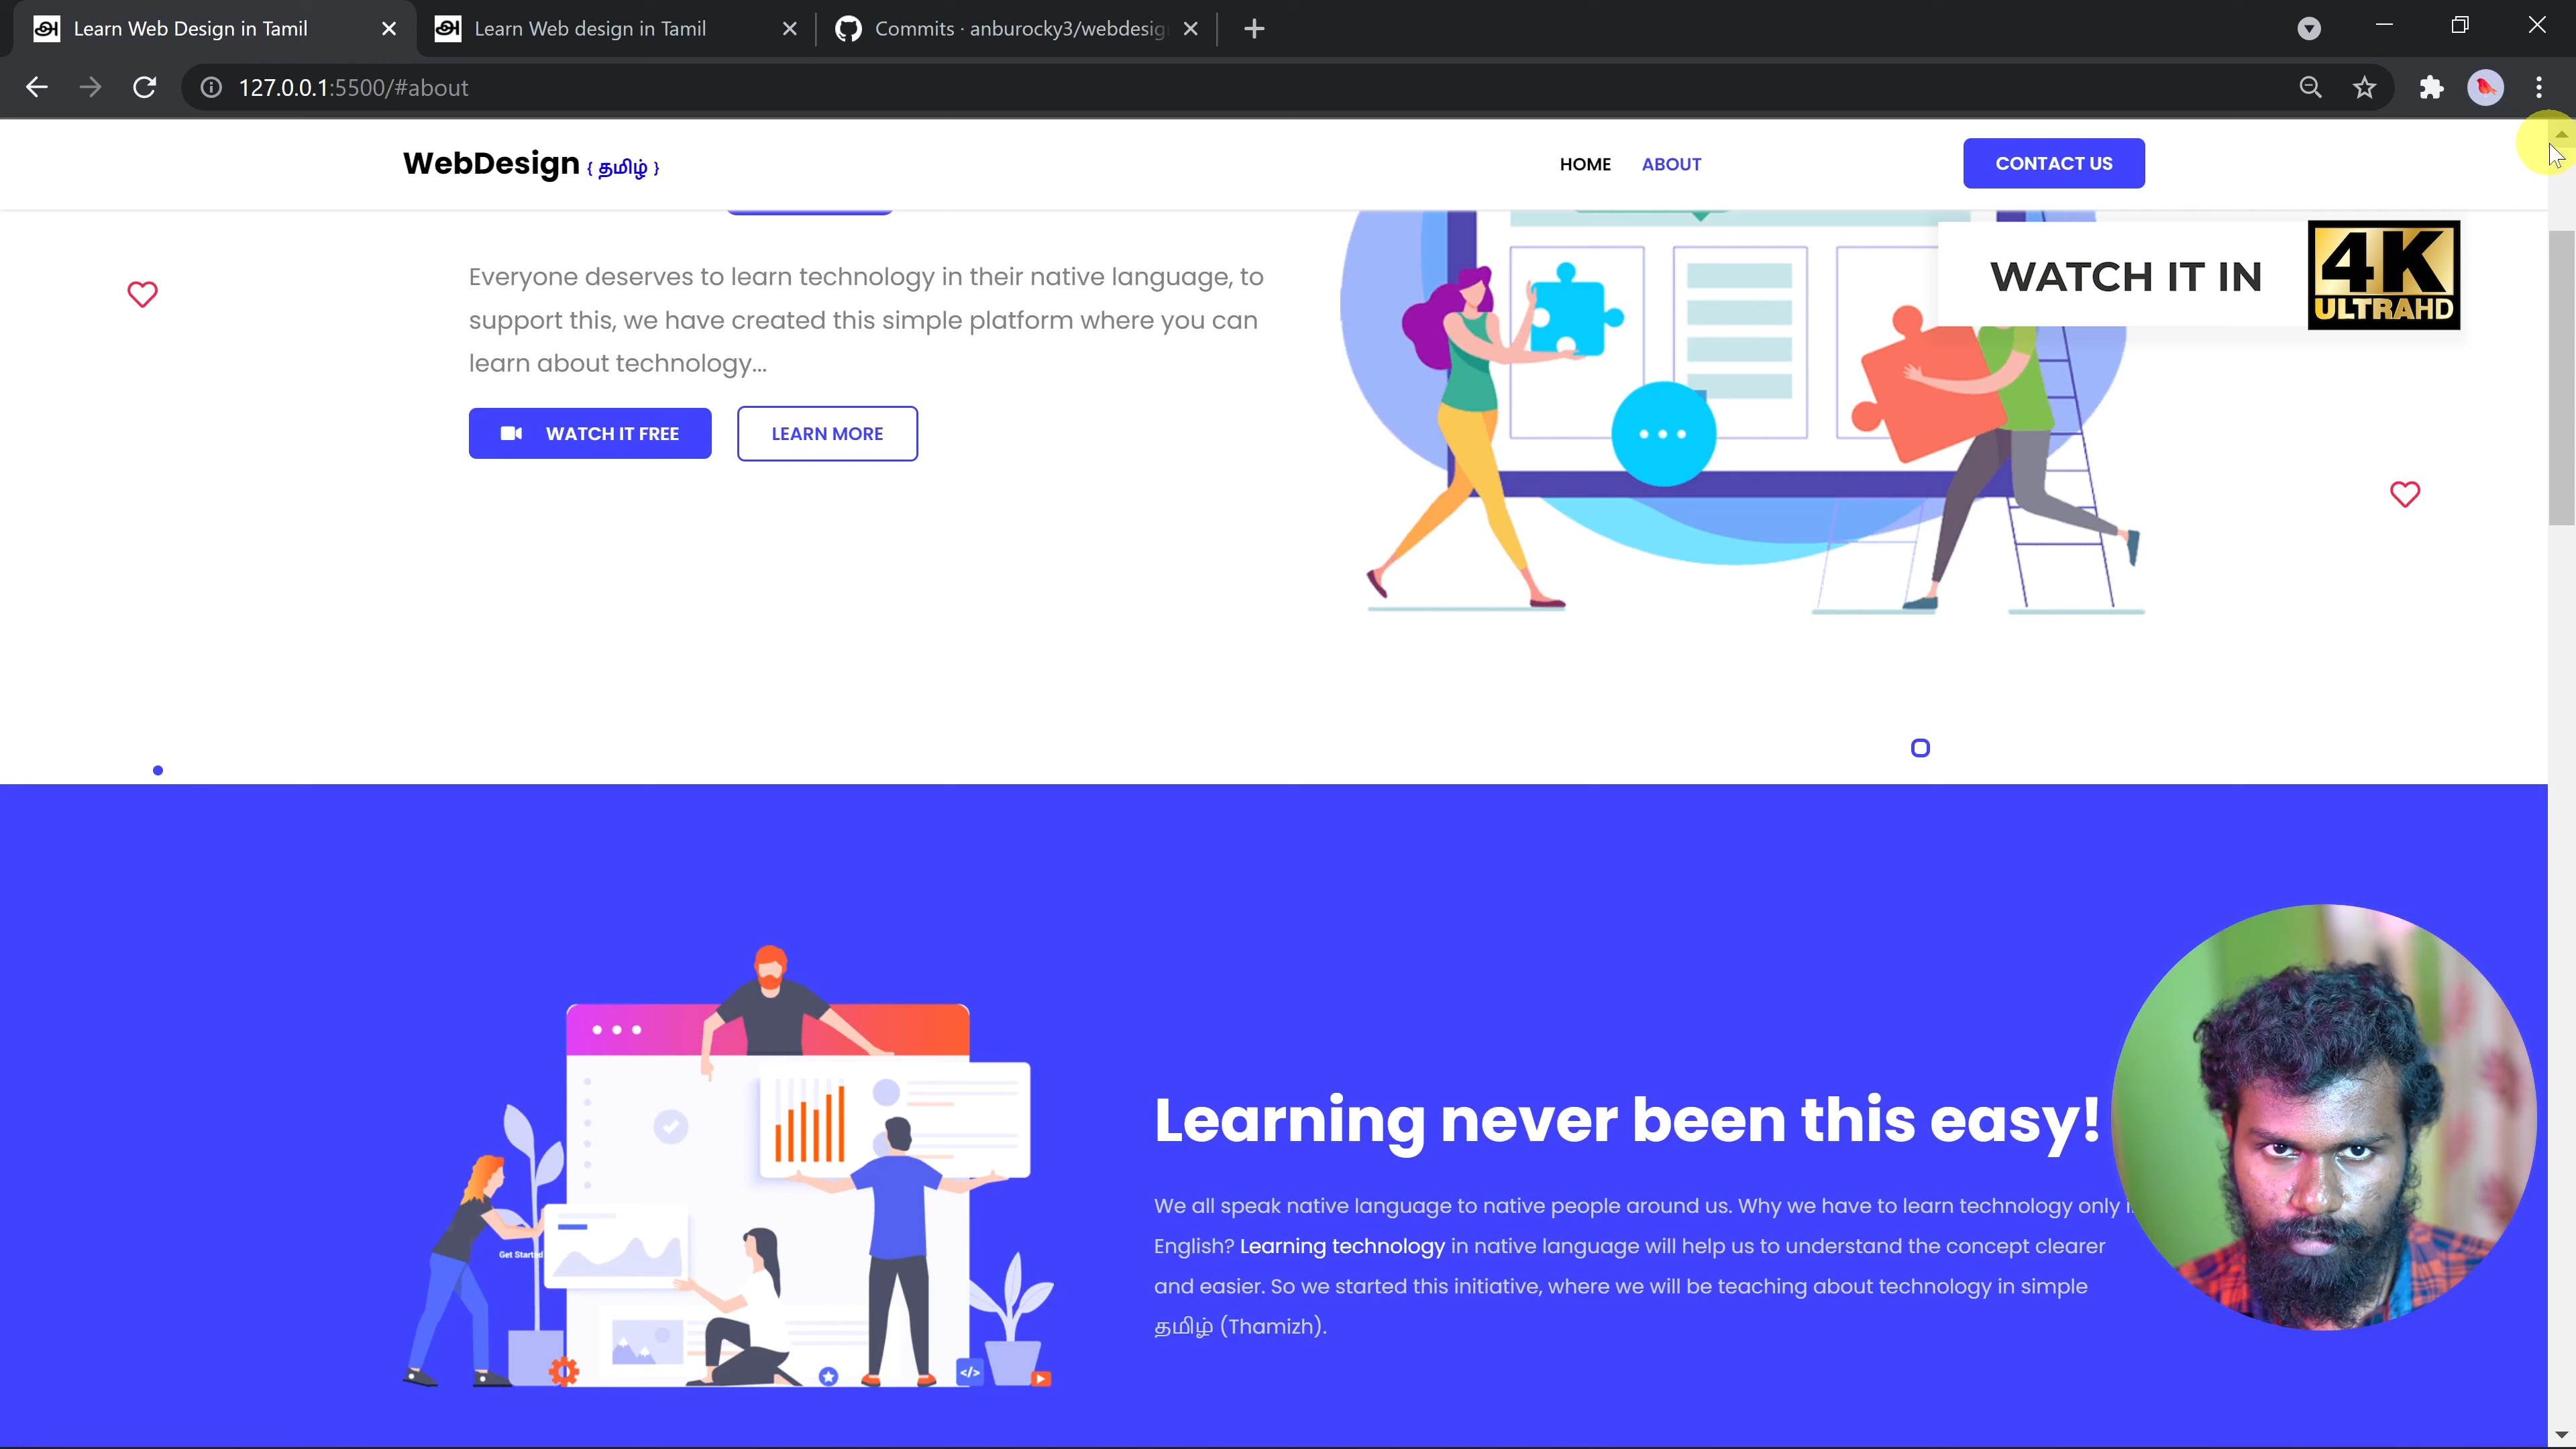 Learn Web Design in Tamil
Learn Web design in Tamil
Commits · anburocky3/webdesig
127.0.0.1:5500/#about
WebDesign { தமிழ் }
HOME
ABOUT
CONTACT US
WATCH IT IN
4K
ULTRAHD
Everyone deserves to learn technology in their native language, to
support this, we have created this simple platform where you can
learn about technology...
WATCH IT FREE
LEARN MORE
Get Started
Learning never been this easy!
We all speak native language to native people around us. Why we have to learn technology only
English? Learning technology in native language will help us to understand the concept clearer
and easier. So we started this initiative, where we will be teaching about technology in simple
தமிழ் (Thamizh).